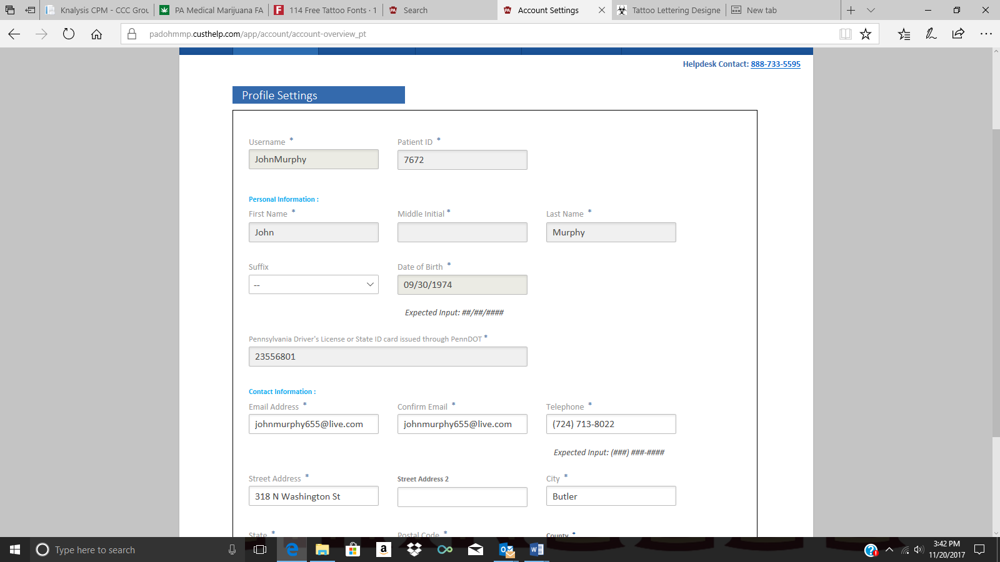 Knalysis CPM - CCC Grou
PA Medical Marijuana FA
114 Free Tattoo Fonts · 1
Search
Account Settings
Tattoo Lettering Designe
New tab
padohmmp.custhelp.com/app/account/account-overview_pt
Helpdesk Contact: 888-733-5595
Profile Settings
Username * Patient ID *
JohnMurphy 7672
Personal Information :
First Name * Middle Initial * Last Name *
John Murphy
Suffix Date of Birth *
-- 09/30/1974
Expected Input: ##/##/####
Pennsylvania Driver's License or State ID card issued through PennDOT *
23556801
Contact Information :
Email Address * Confirm Email * Telephone *
johnmurphy655@live.com johnmurphy655@live.com (724) 713-8022
Expected Input: (###) ###-####
Street Address * Street Address 2 City *
318 N Washington St Butler
State * Postal Code * County *
Type here to search
3:42 PM
11/20/2017